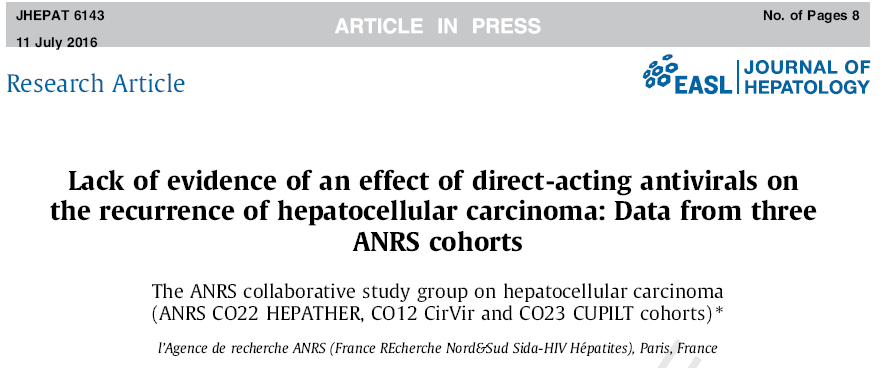 JHEPAT 6143
11 July 2016
ARTICLE IN PRESS
No. of Pages 8
Research Article
EASL
JOURNAL OF
HEPATOLOGY
Lack of evidence of an effect of direct-acting antivirals on
the recurrence of hepatocellular carcinoma: Data from three
ANRS cohorts
The ANRS collaborative study group on hepatocellular carcinoma
(ANRS CO22 HEPATHER, CO12 CirVir and CO23 CUPILT cohorts)*
l'Agence de recherche ANRS (France REcherche Nord&Sud Sida-HIV Hépatites), Paris, France